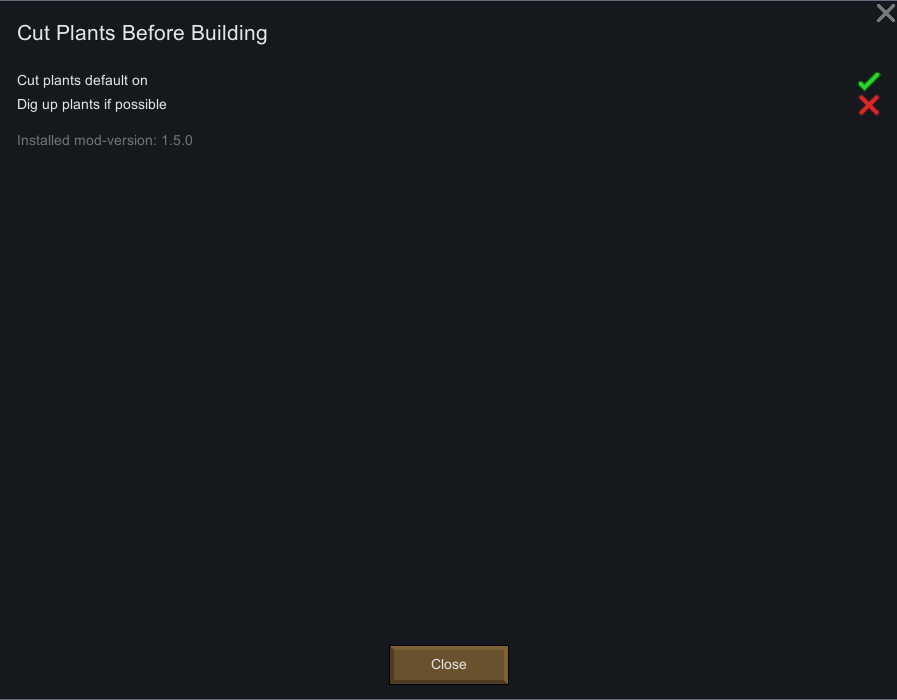 Cut Plants Before Building
Cut plants default on
Dig up plants if possible
Installed mod-version: 1.5.0
Close